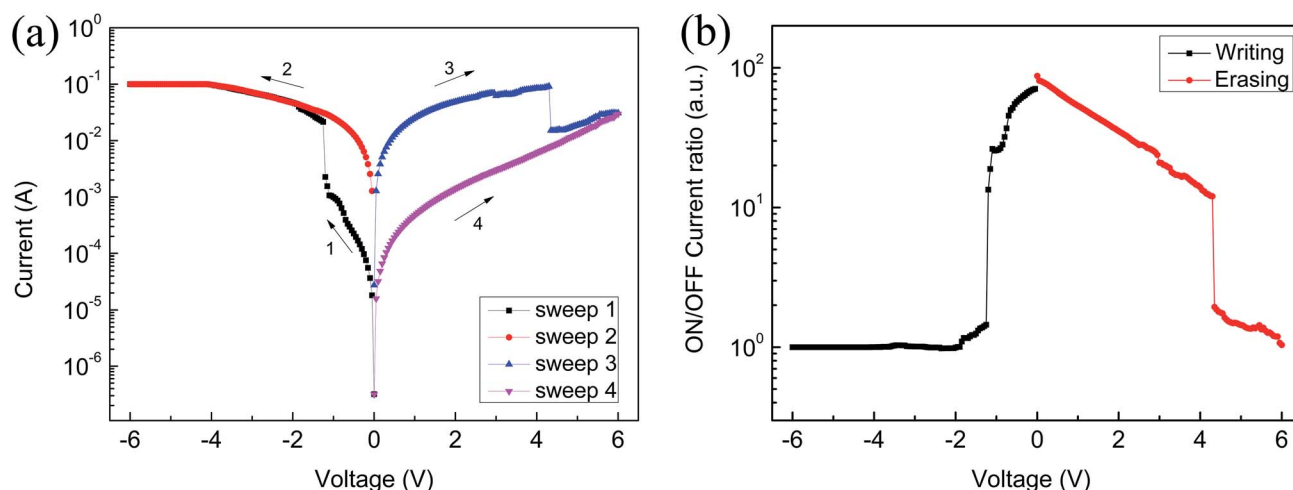 (a)
Current (A)
10^0
10^-1
10^-2
10^-3
10^-4
10^-5
10^-6
2
3
1
4
sweep 1
sweep 2
sweep 3
sweep 4
-6 -4 -2 0 2 4 6
Voltage (V)
(b)
ON/OFF Current ratio (a.u.)
10^2
10^1
10^0
Writing
Erasing
-6 -4 -2 0 2 4 6
Voltage (V)